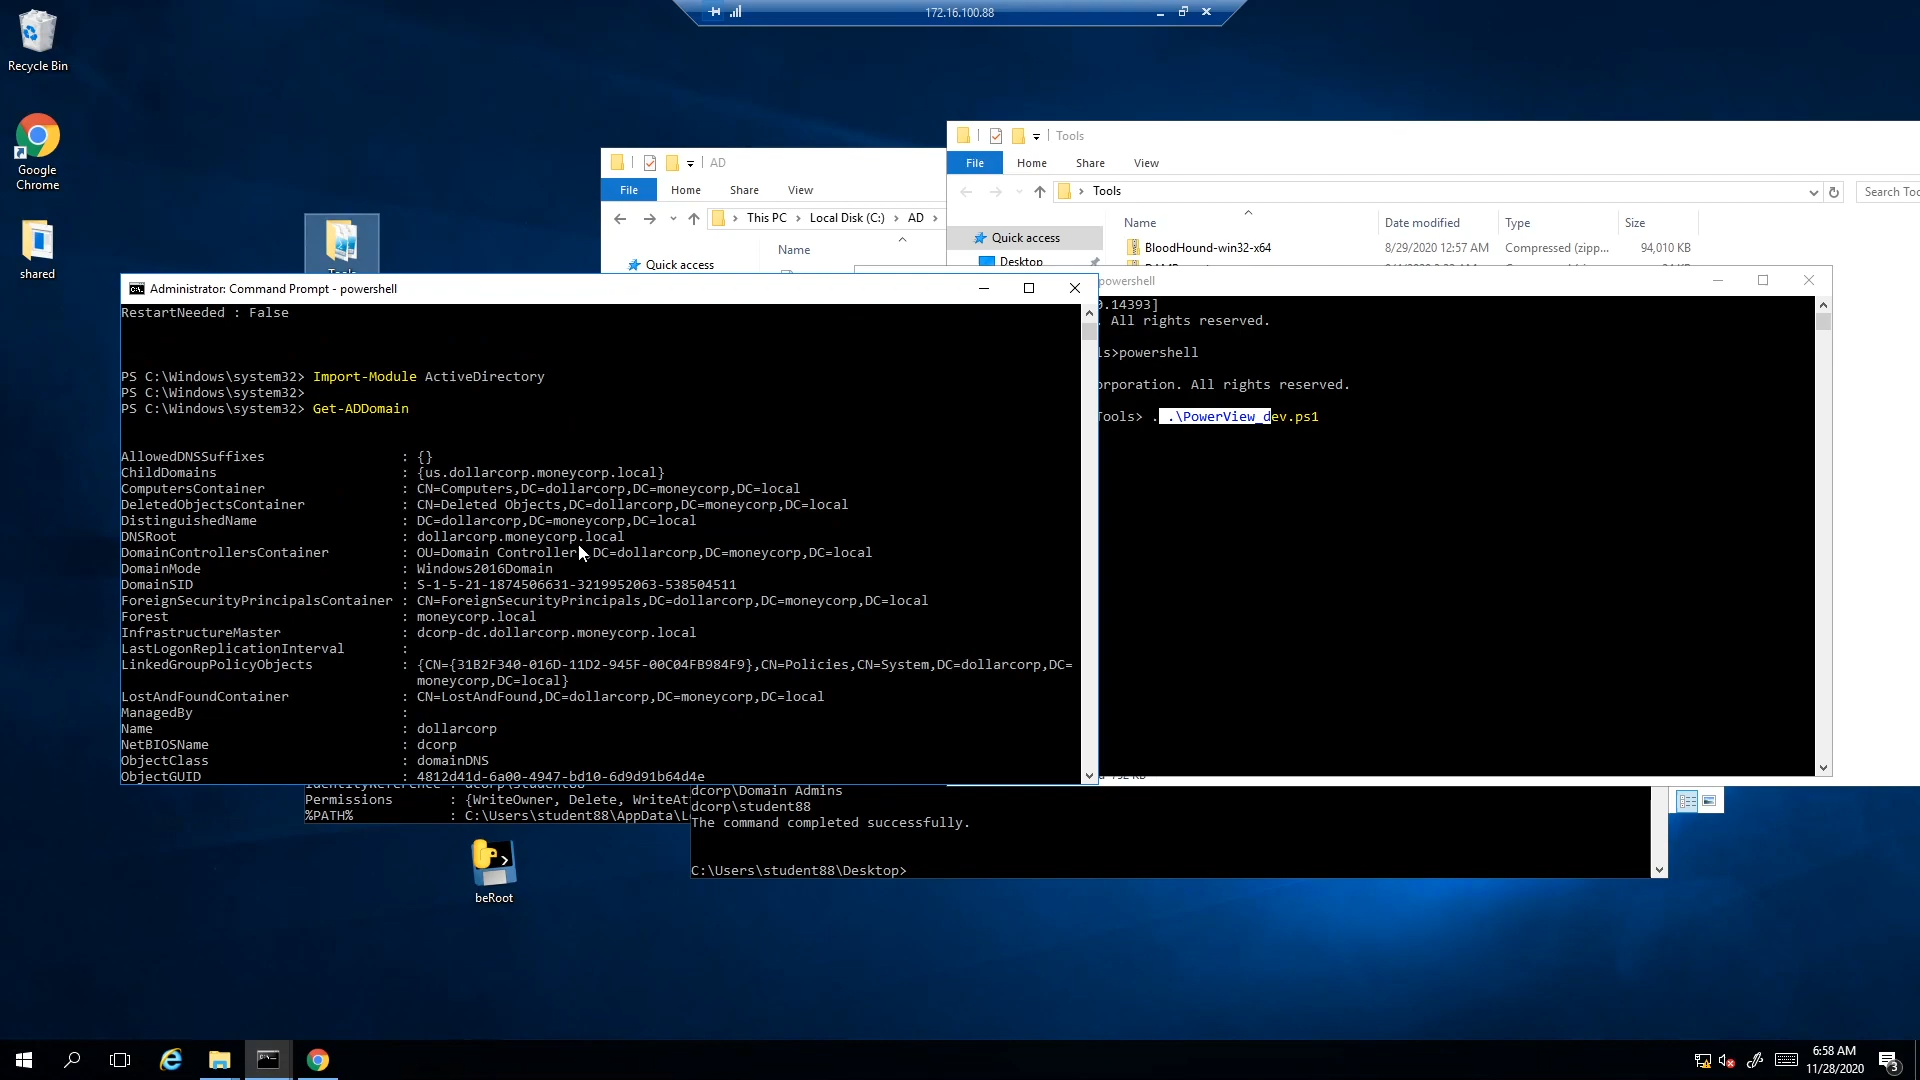 172.16.100.88
Recycle Bin
Google
Chrome
shared
Tools
AD
File Home Share View
This PC › Local Disk (C:) › AD ›
Name
Quick access
Tools
File Home Share View
Tools
Search Too
Name Date modified Type Size
Quick access
BloodHound-win32-x64 8/29/2020 12:57 AM Compressed (zipp... 94,010 KB
Desktop
Administrator: Command Prompt - powershell
RestartNeeded : False
PS C:\Windows\system32> Import-Module ActiveDirectory
PS C:\Windows\system32>
PS C:\Windows\system32> Get-ADDomain
AllowedDNSSuffixes : {}
ChildDomains : {us.dollarcorp.moneycorp.local}
ComputersContainer : CN=Computers,DC=dollarcorp,DC=moneycorp,DC=local
DeletedObjectsContainer : CN=Deleted Objects,DC=dollarcorp,DC=moneycorp,DC=local
DistinguishedName : DC=dollarcorp,DC=moneycorp,DC=local
DNSRoot : dollarcorp.moneycorp.local
DomainControllersContainer : OU=Domain Controller ,DC=dollarcorp,DC=moneycorp,DC=local
DomainMode : Windows2016Domain
DomainSID : S-1-5-21-1874506631-3219952063-538504511
ForeignSecurityPrincipalsContainer : CN=ForeignSecurityPrincipals,DC=dollarcorp,DC=moneycorp,DC=local
Forest : moneycorp.local
InfrastructureMaster : dcorp-dc.dollarcorp.moneycorp.local
LastLogonReplicationInterval :
LinkedGroupPolicyObjects : {CN={31B2F340-016D-11D2-945F-00C04FB984F9},CN=Policies,CN=System,DC=dollarcorp,DC=
moneycorp,DC=local}
LostAndFoundContainer : CN=LostAndFound,DC=dollarcorp,DC=moneycorp,DC=local
ManagedBy :
Name : dollarcorp
NetBIOSName : dcorp
ObjectClass : domainDNS
ObjectGUID : 4812d41d-6a00-4947-bd10-6d9d91b64d4e
powershell
0.14393]
. All rights reserved.
ls>powershell
orporation. All rights reserved.
Tools> . .\PowerView_dev.ps1
Permissions : {WriteOwner, Delete, WriteAt
%PATH% : C:\Users\student88\AppData\L
dcorp\Domain Admins
dcorp\student88
The command completed successfully.
C:\Users\student88\Desktop>
beRoot
6:58 AM
11/28/2020
3